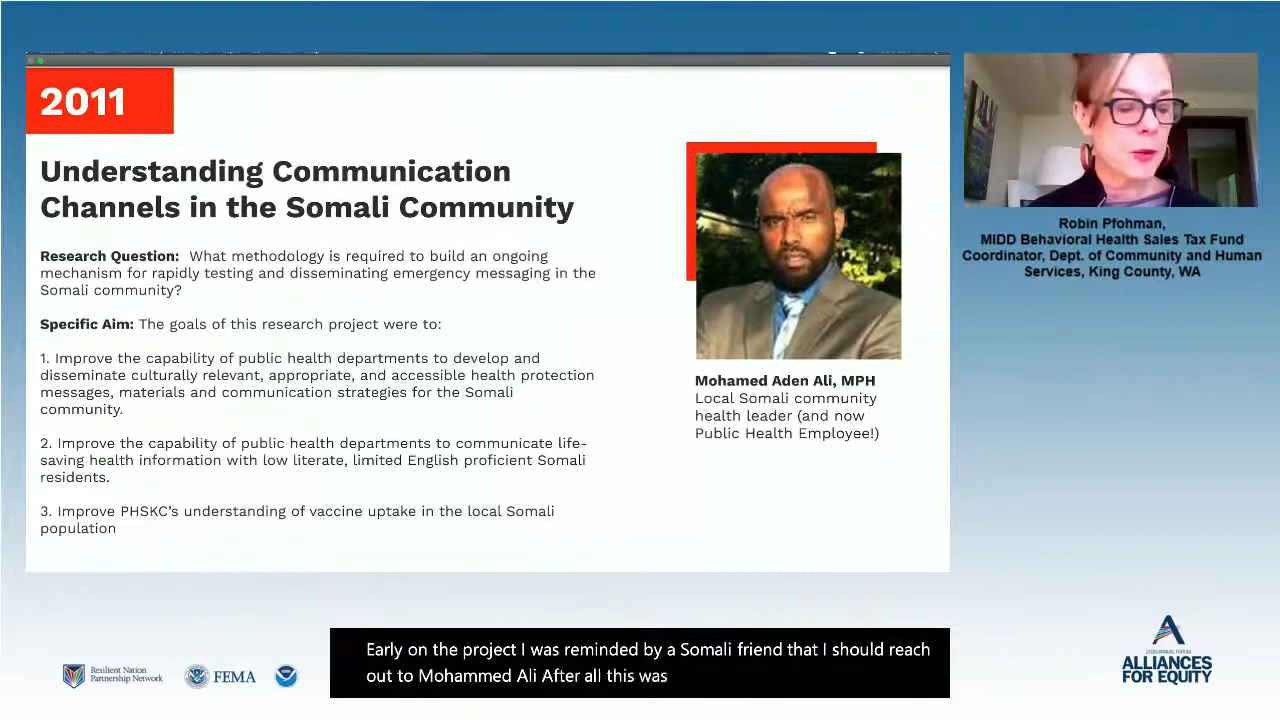 2011
Understanding Communication
Channels in the Somali Community
Research Question:  What methodology is required to build an ongoing
mechanism for rapidly testing and disseminating emergency messaging in the
Somali community?
Specific Aim: The goals of this research project were to:
1. Improve the capability of public health departments to develop and
disseminate culturally relevant, appropriate, and accessible health protection
messages, materials and communication strategies for the Somali
community.
2. Improve the capability of public health departments to communicate life-
saving health information with low literate, limited English proficient Somali
residents.
3. Improve PHSKC's understanding of vaccine uptake in the local Somali
population
Mohamed Aden Ali, MPH
Local Somali community
health leader (and now
Public Health Employee!)
Robin Pfohman,
MIDD Behavioral Health Sales Tax Fund
Coordinator, Dept. of Community and Human
Services, King County, WA
Early on the project I was reminded by a Somali friend that I should reach
out to Mohammed Ali After all this was
Resilient Nation
Partnership Network
FEMA
2020 ANNUAL FORUM
ALLIANCES
FOR EQUITY